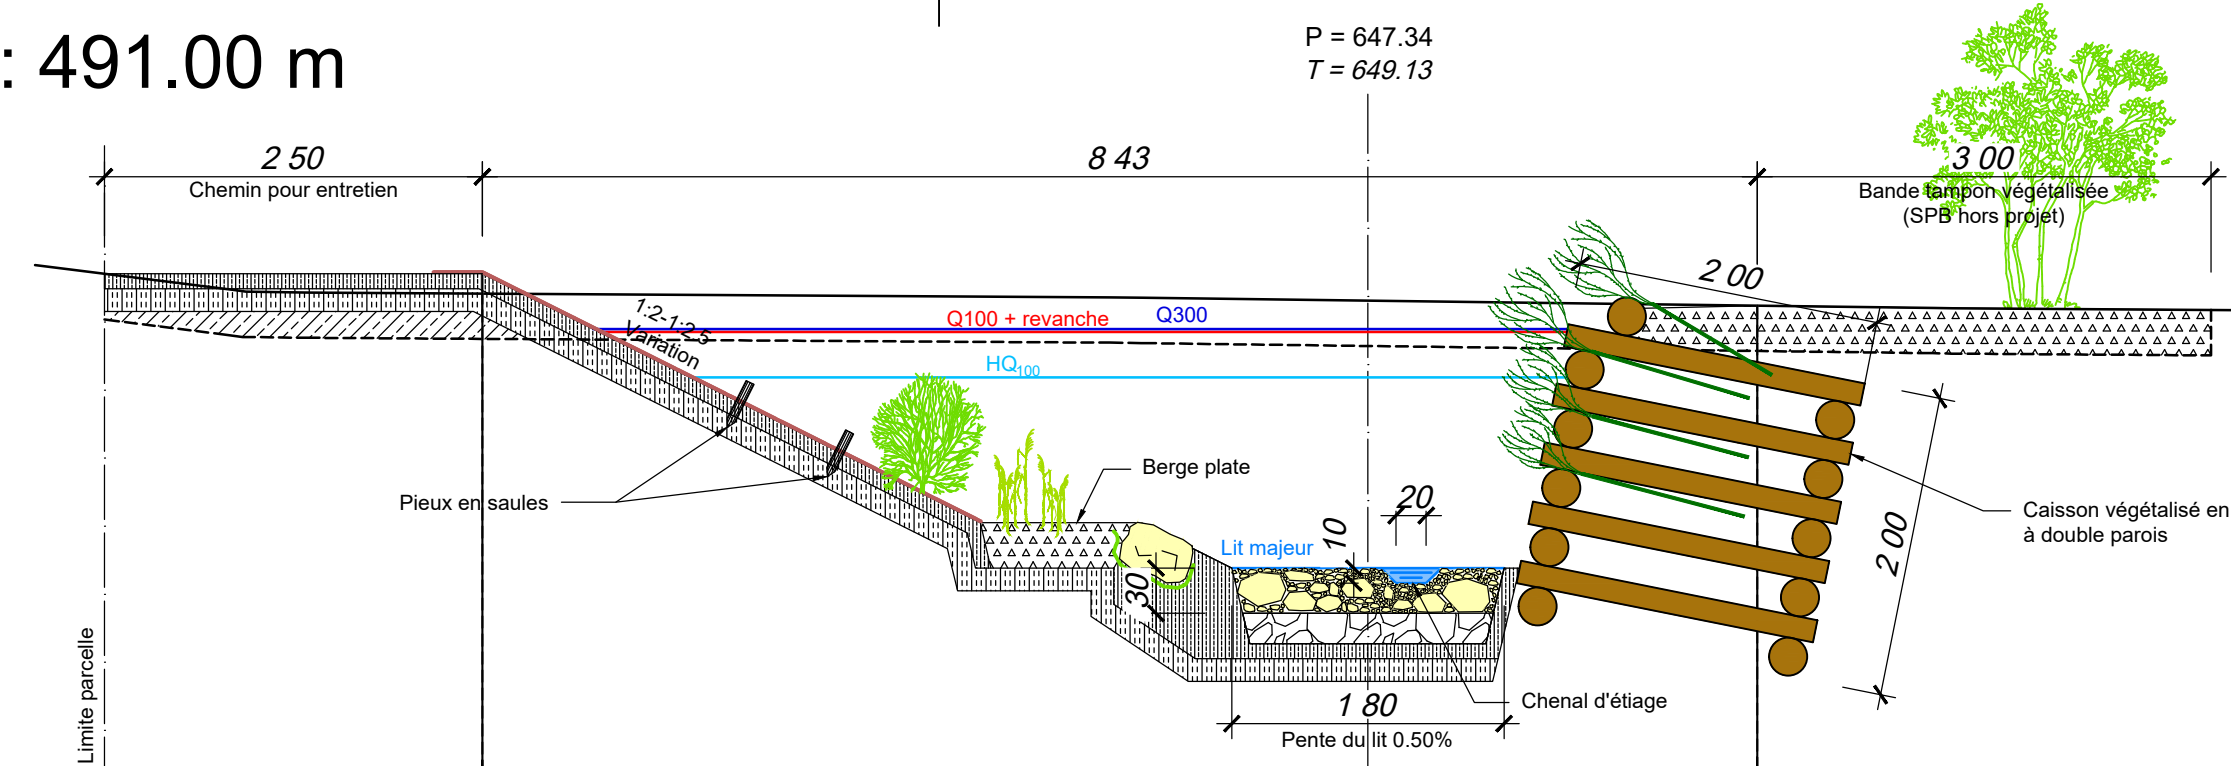 : 491.00 m
P = 647.34
T = 649.13
2 50
8 43
3 00
Chemin pour entretien
Bande tampon végétalisée
(SPB hors projet)
2 00
1:2-1:2.5
Variation
Q100 + revanche
Q300
HQ100
Berge plate
Pieux en saules
20
10
Lit majeur
30
Caisson végétalisé en
à double parois
2 00
Limite parcelle
1 80
Chenal d'étiage
Pente du lit 0.50%